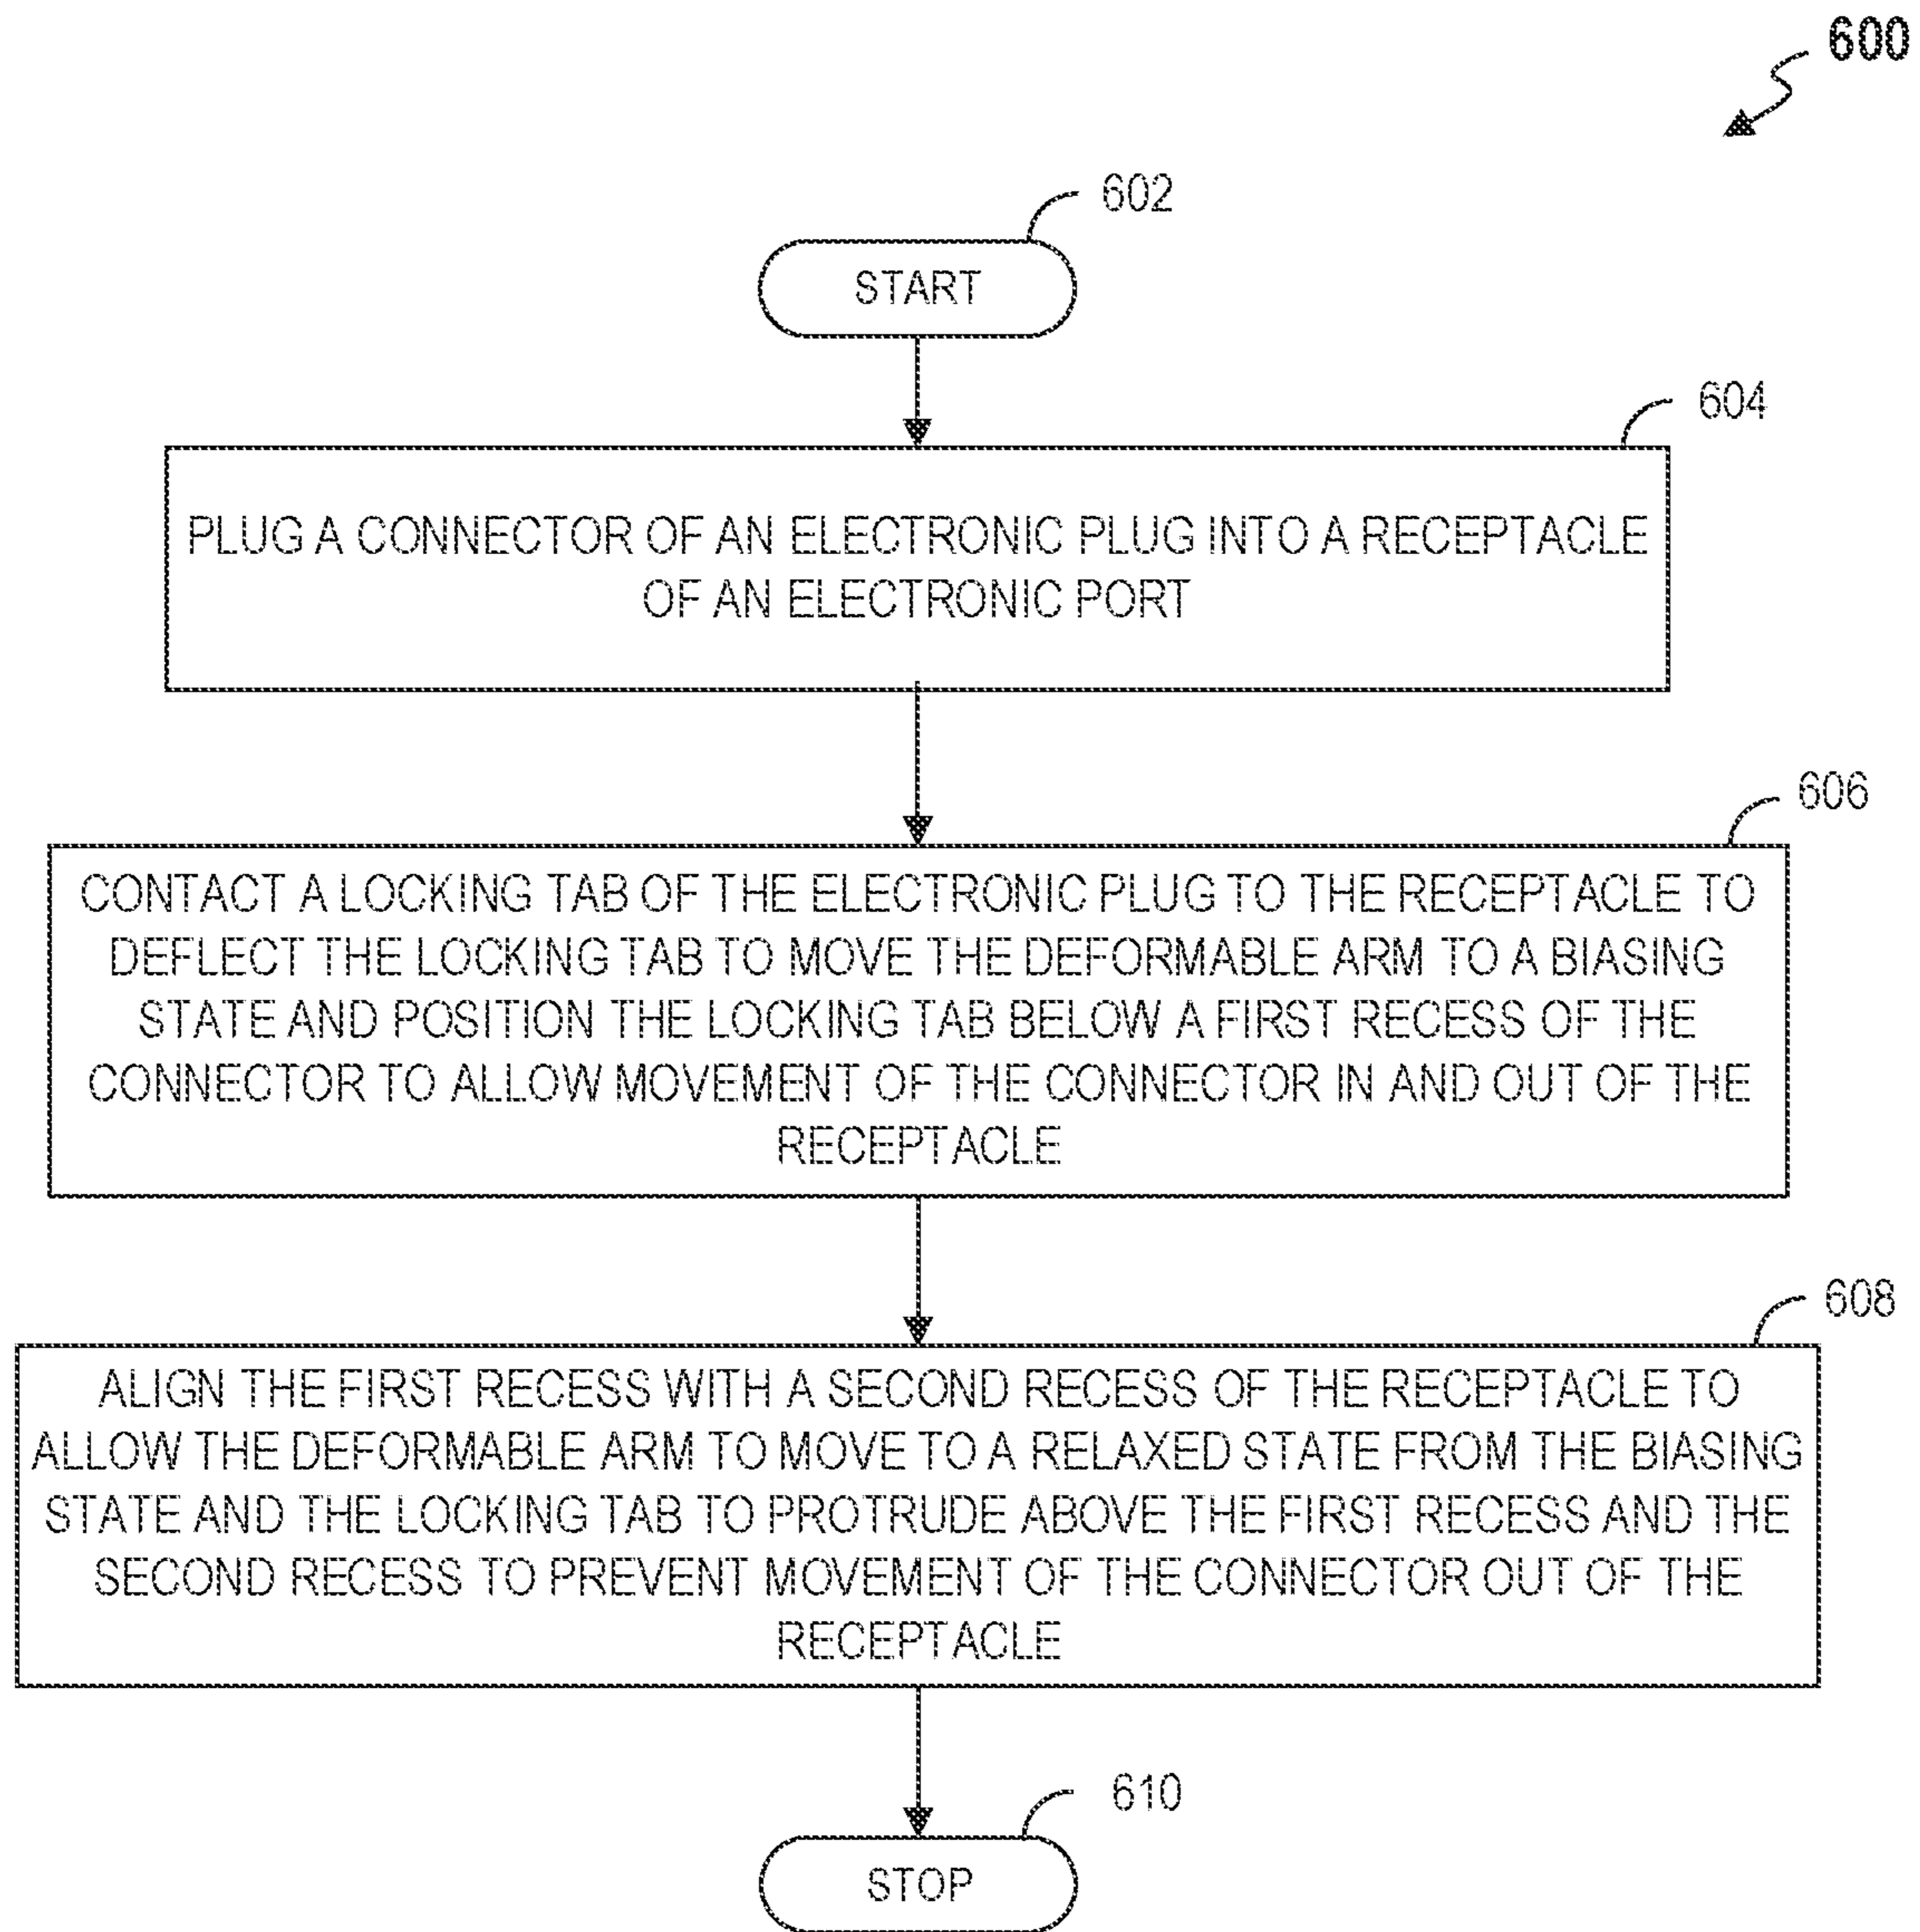 600
602
START
604
PLUG A CONNECTOR OF AN ELECTRONIC PLUG INTO A RECEPTACLE
OF AN ELECTRONIC PORT
606
CONTACT A LOCKING TAB OF THE ELECTRONIC PLUG TO THE RECEPTACLE TO
DEFLECT THE LOCKING TAB TO MOVE THE DEFORMABLE ARM TO A BIASING
STATE AND POSITION THE LOCKING TAB BELOW A FIRST RECESS OF THE
CONNECTOR TO ALLOW MOVEMENT OF THE CONNECTOR IN AND OUT OF THE
RECEPTACLE
608
ALIGN THE FIRST RECESS WITH A SECOND RECESS OF THE RECEPTACLE TO
ALLOW THE DEFORMABLE ARM TO MOVE TO A RELAXED STATE FROM THE BIASING
STATE AND THE LOCKING TAB TO PROTRUDE ABOVE THE FIRST RECESS AND THE
SECOND RECESS TO PREVENT MOVEMENT OF THE CONNECTOR OUT OF THE
RECEPTACLE
610
STOP